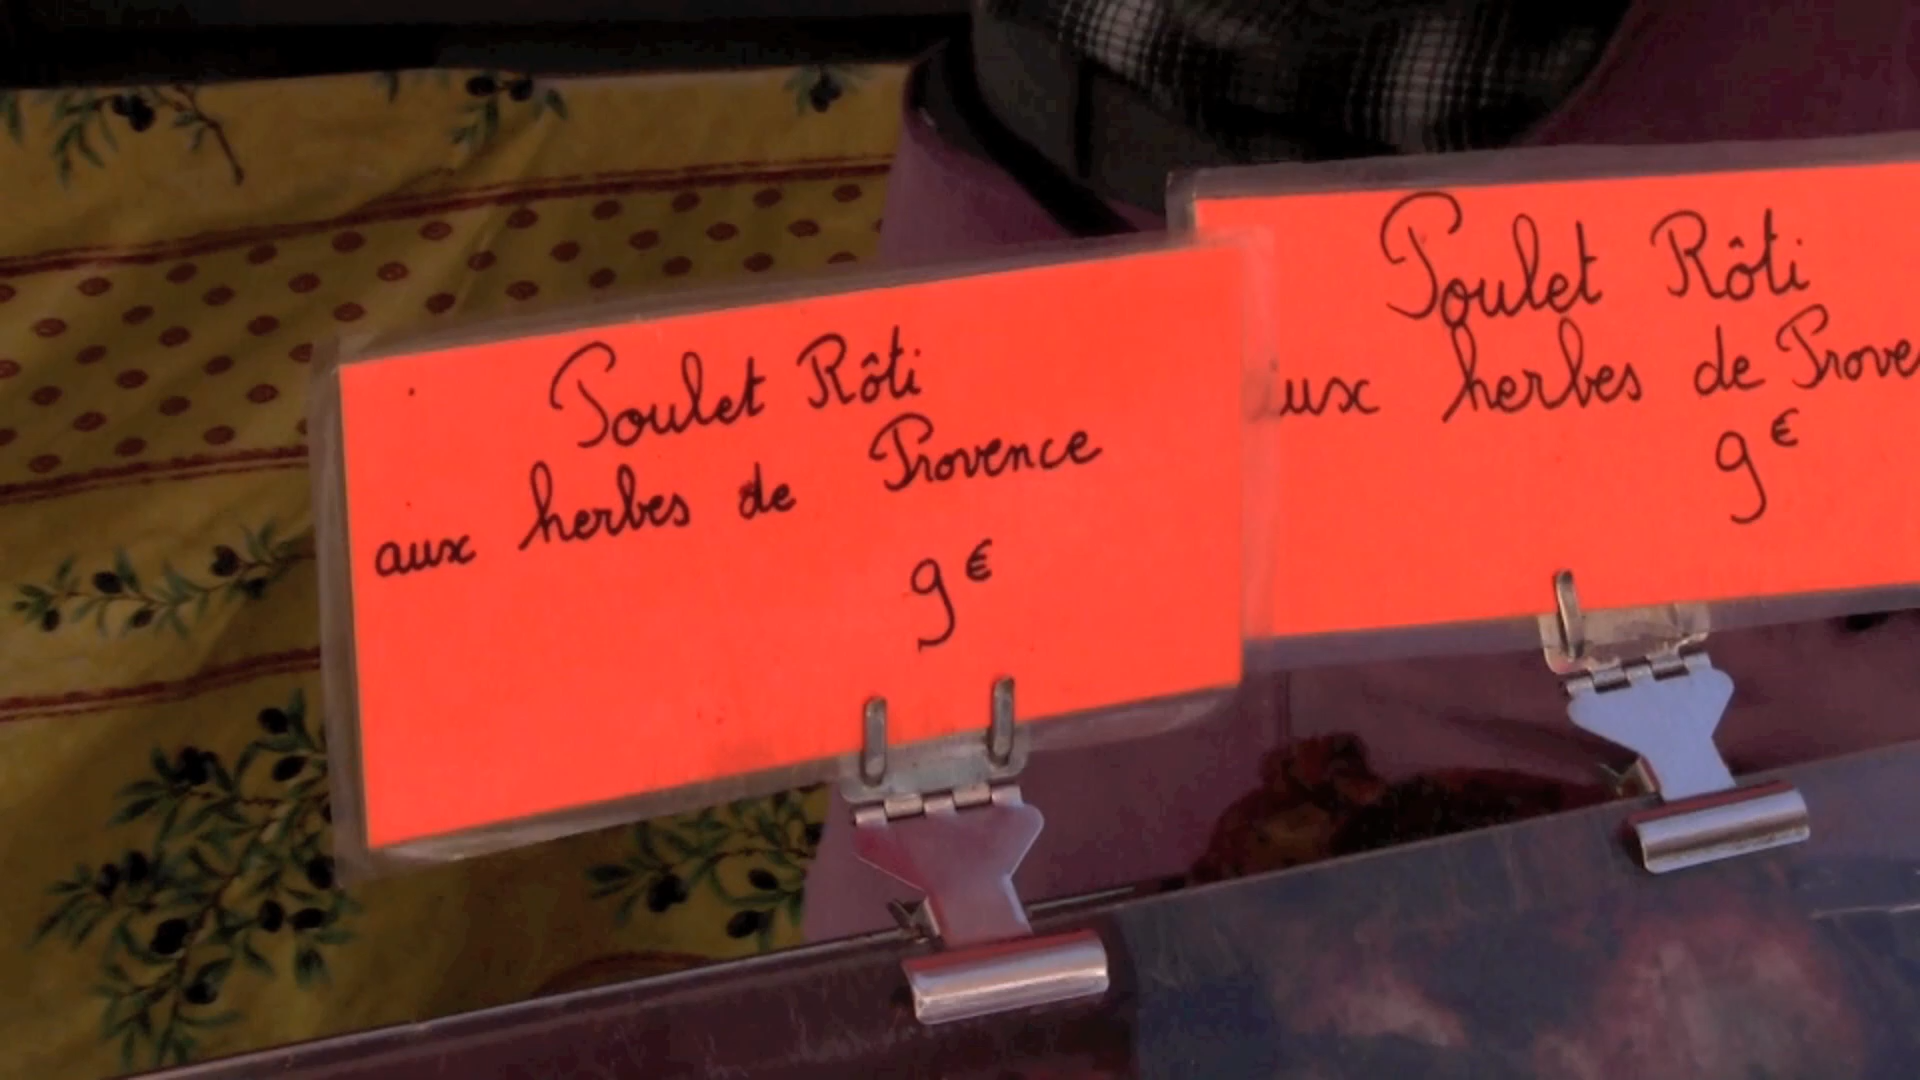 Poulet Rôti
aux herbes de Provence
9€
Poulet Rôti
aux herbes de Prove
9€